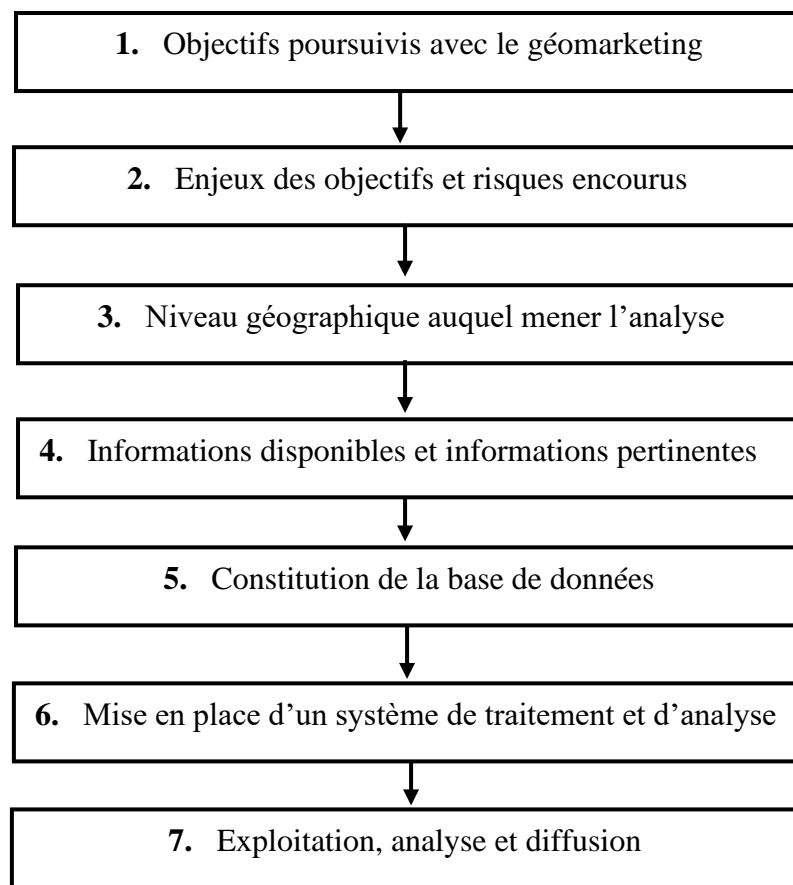 1. Objectifs poursuivis avec le géomarketing
2. Enjeux des objectifs et risques encourus
3. Niveau géographique auquel mener l’analyse
4. Informations disponibles et informations pertinentes
5. Constitution de la base de données
6. Mise en place d’un système de traitement et d’analyse
7. Exploitation, analyse et diffusion